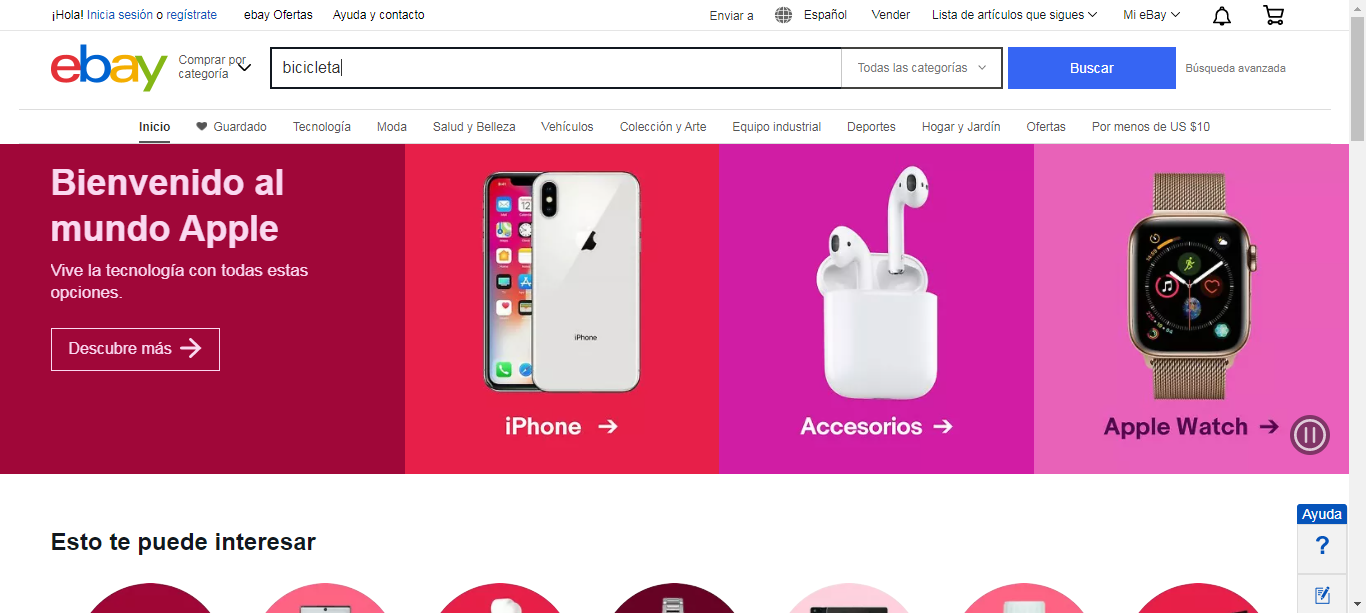 ¡Hola! Inicia sesión o regístrate
ebay Ofertas
Ayuda y contacto
Enviar a
Español
Vender
Lista de artículos que sigues
Mi eBay
ebay
Comprar por
categoría
bicicleta
Todas las categorías
Buscar
Búsqueda avanzada
Inicio
Guardado
Tecnología
Moda
Salud y Belleza
Vehículos
Colección y Arte
Equipo industrial
Deportes
Hogar y Jardín
Ofertas
Por menos de US $10
Bienvenido al
mundo Apple
Vive la tecnología con todas estas
opciones.
Descubre más
iPhone
iPhone
Accesorios
Apple Watch
Ayuda
?
Esto te puede interesar